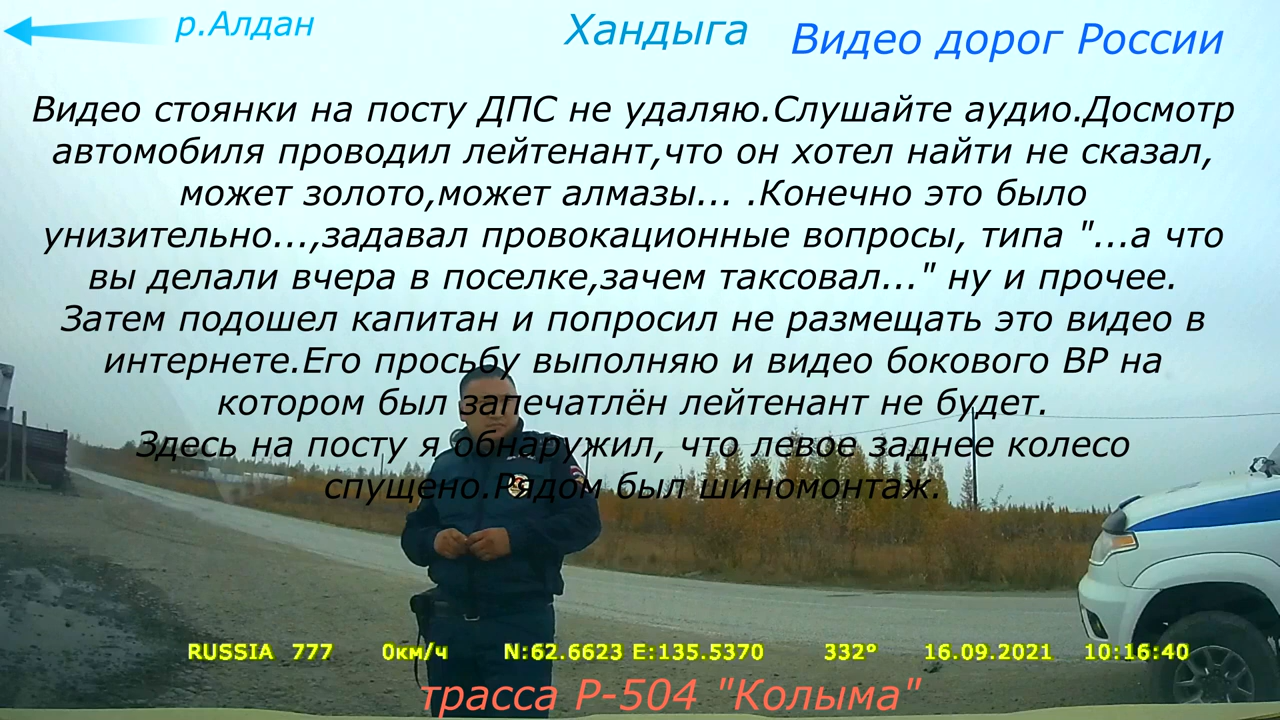 р.Алдан
Хандыга
Видео дорог России
Видео стоянки на посту ДПС не удаляю.Слушайте аудио.Досмотр
автомобиля проводил лейтенант,что он хотел найти не сказал,
может золото,может алмазы... .Конечно это было
унизительно...,задавал провокационные вопросы, типа "...а что
вы делали вчера в поселке,зачем таксовал..." ну и прочее.
Затем подошел капитан и попросил не размещать это видео в
интернете.Его просьбу выполняю и видео бокового ВР на
котором был запечатлён лейтенант не будет.
Здесь на посту я обнаружил, что левое заднее колесо
спущено.Рядом был шиномонтаж.
RUSSIA 777 0км/ч N:62.6623 E:135.5370 332° 16.09.2021 10:16:40
трасса Р-504 "Колыма"